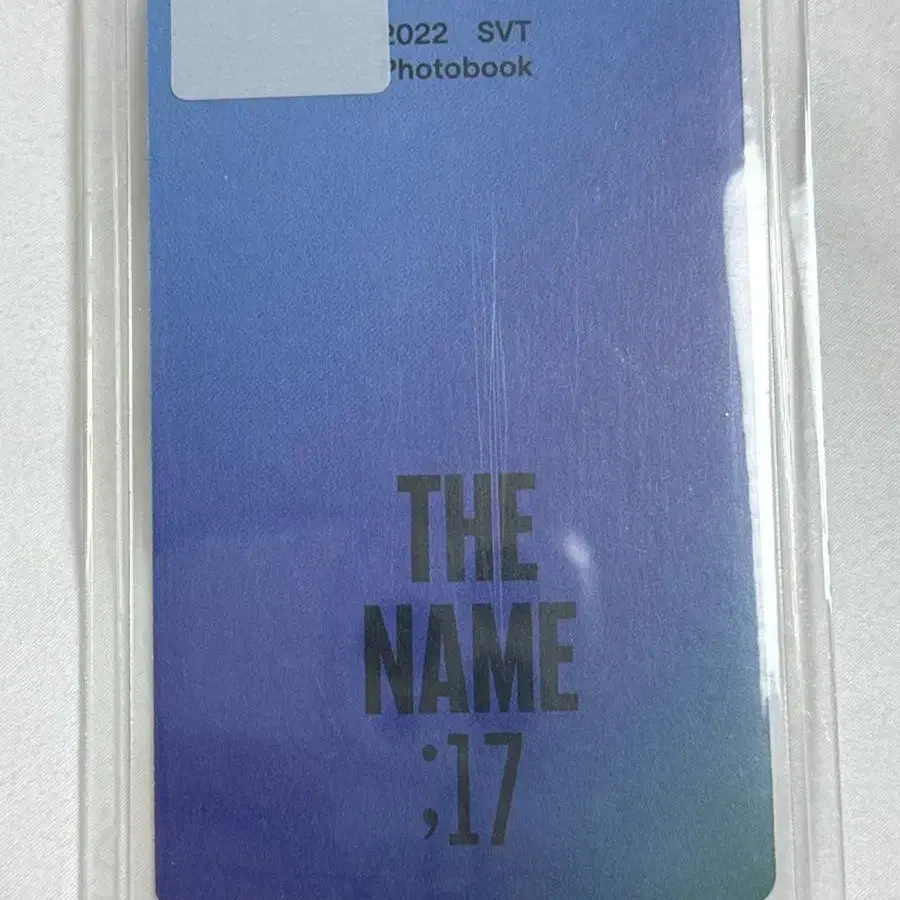 2022 SVT
Photobook
THE
NAME
;17